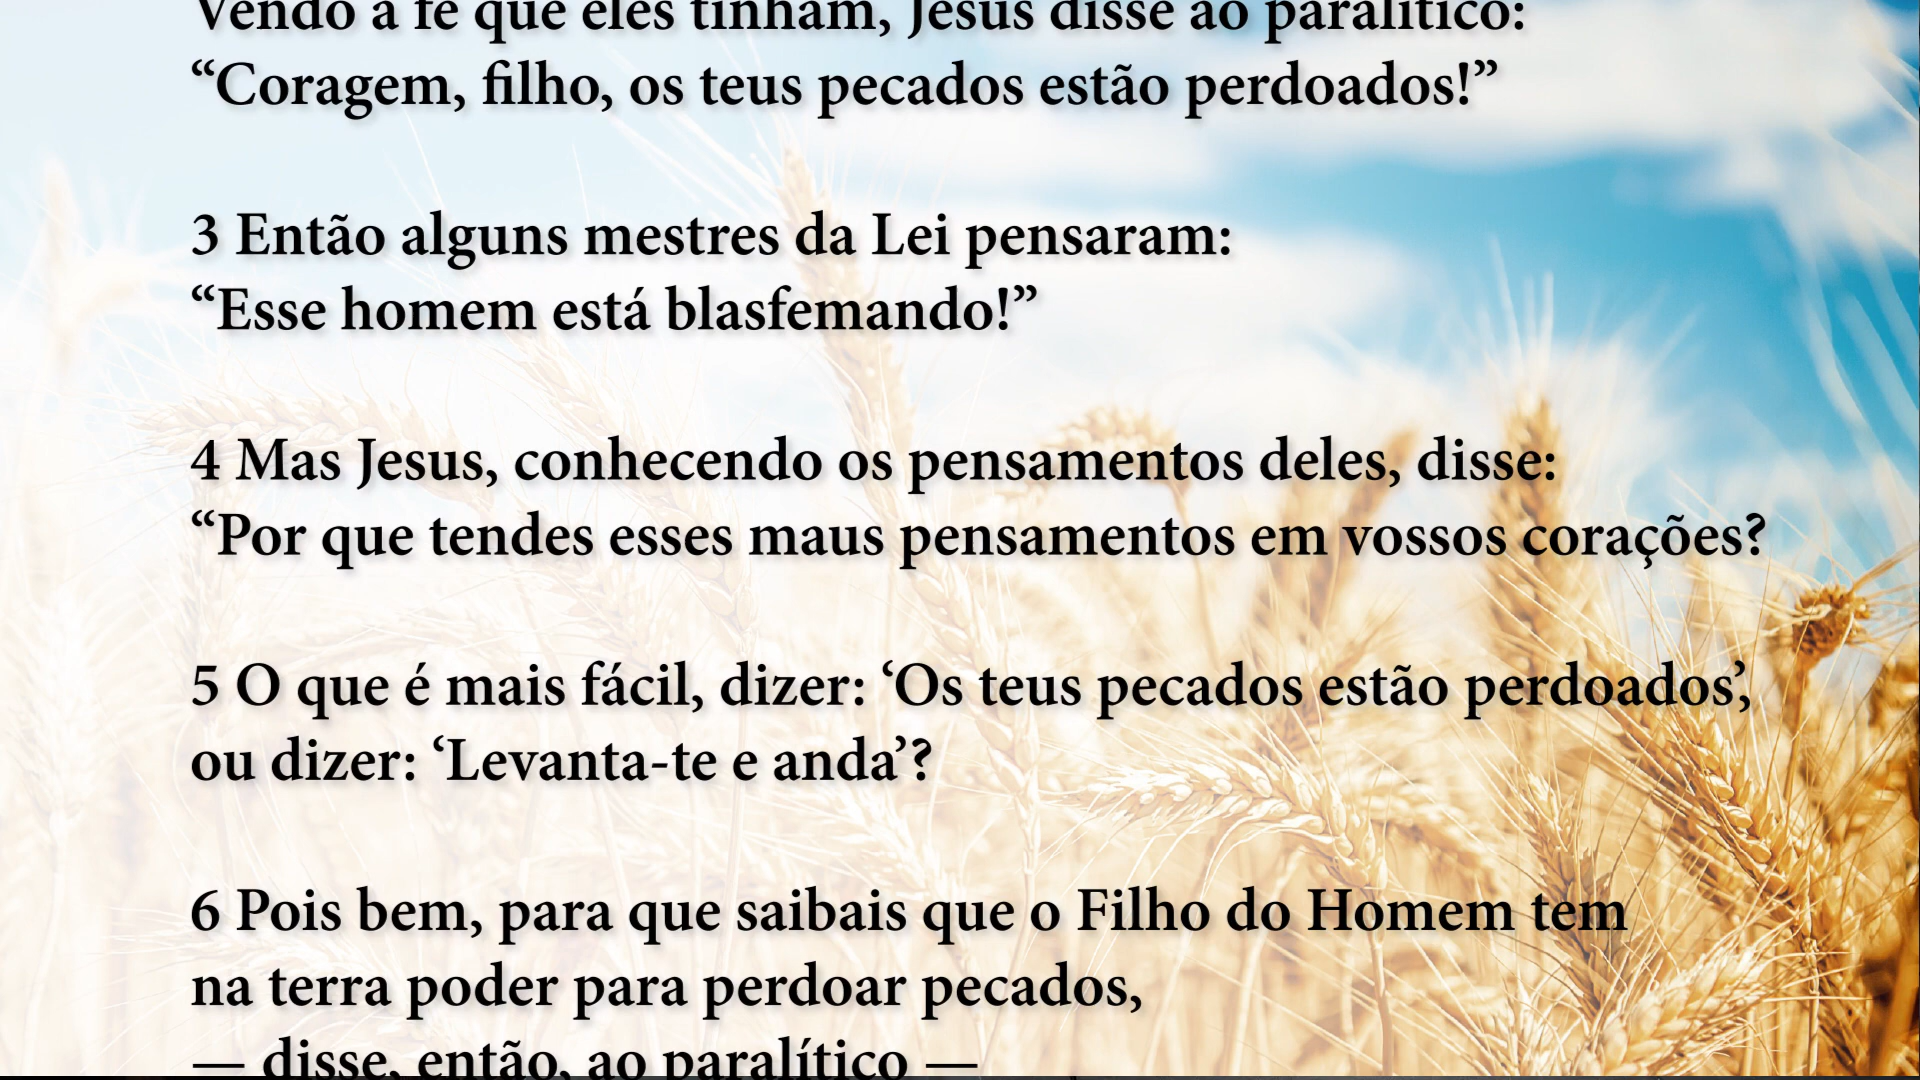 Vendo a fé que eles tinham, Jesus disse ao paralítico:
“Coragem, filho, os teus pecados estão perdoados!”
3 Então alguns mestres da Lei pensaram:
“Esse homem está blasfemando!”
4 Mas Jesus, conhecendo os pensamentos deles, disse:
“Por que tendes esses maus pensamentos em vossos corações?
5 O que é mais fácil, dizer: ‘Os teus pecados estão perdoados’,
ou dizer: ‘Levanta-te e anda’?
6 Pois bem, para que saibais que o Filho do Homem tem
na terra poder para perdoar pecados,
— disse, então, ao paralítico —